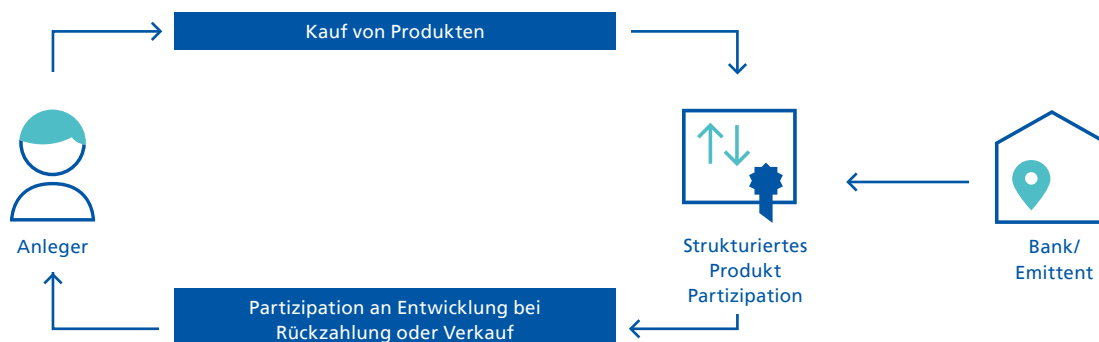 Kauf von Produkten
Anleger
Strukturiertes
Produkt
Partizipation
Bank/
Emittent
Partizipation an Entwicklung bei
Rückzahlung oder Verkauf